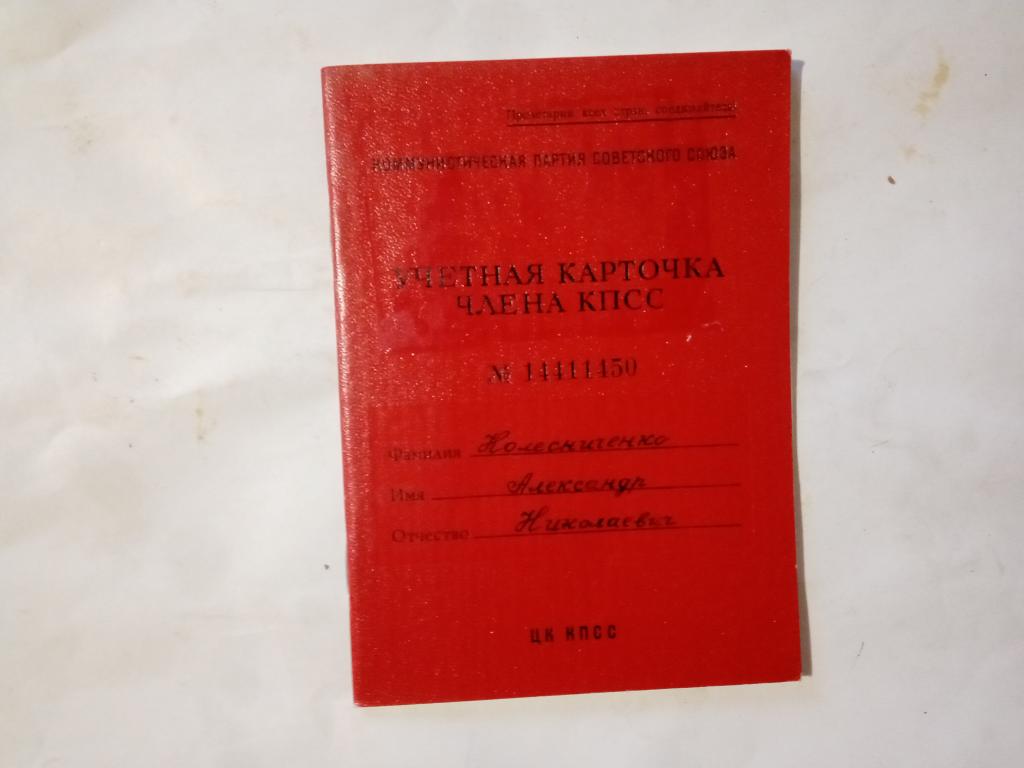 Пролетарии всех стран, соединяйтесь!
КОММУНИСТИЧЕСКАЯ ПАРТИЯ СОВЕТСКОГО СОЮЗА
УЧЕТНАЯ КАРТОЧКА
ЧЛЕНА КПСС
№ 14411450
Фамилия Колесниченко
Имя Александр
Отчество Николаевич
ЦК КПСС